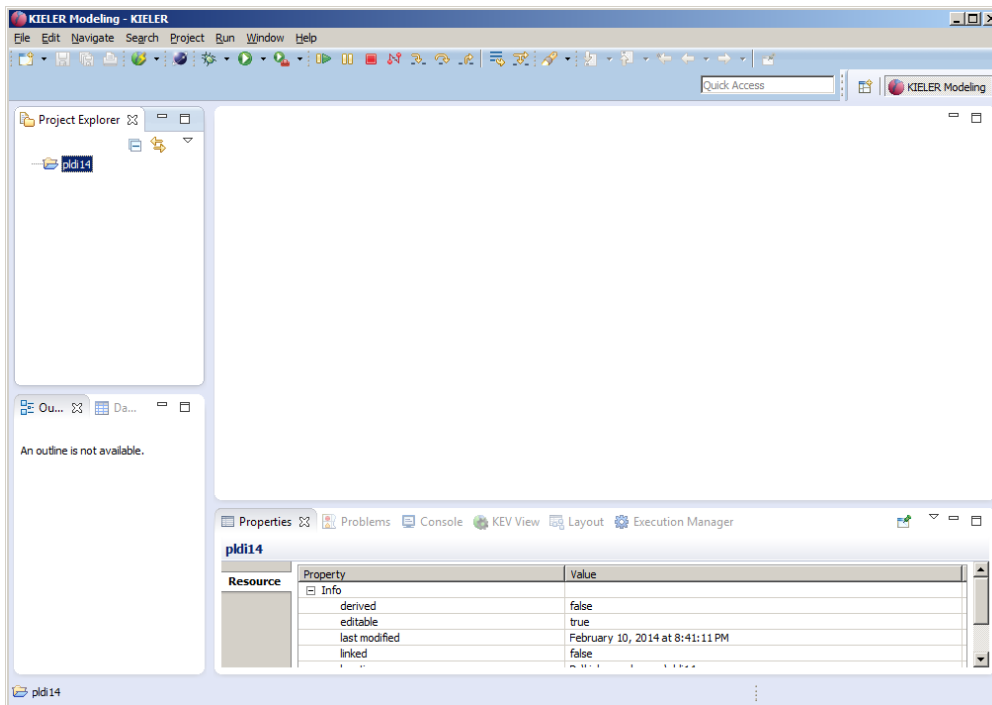 KIELER Modeling - KIELER
File Edit Navigate Search Project Run Window Help
Quick Access
KIELER Modeling
Project Explorer
pldi14
Ou... Da...
An outline is not available.
Properties Problems Console KEV View Layout Execution Manager
pldi14
Resource
Property Value
Info
derived false
editable true
last modified February 10, 2014 at 8:41:11 PM
linked false
pldi14